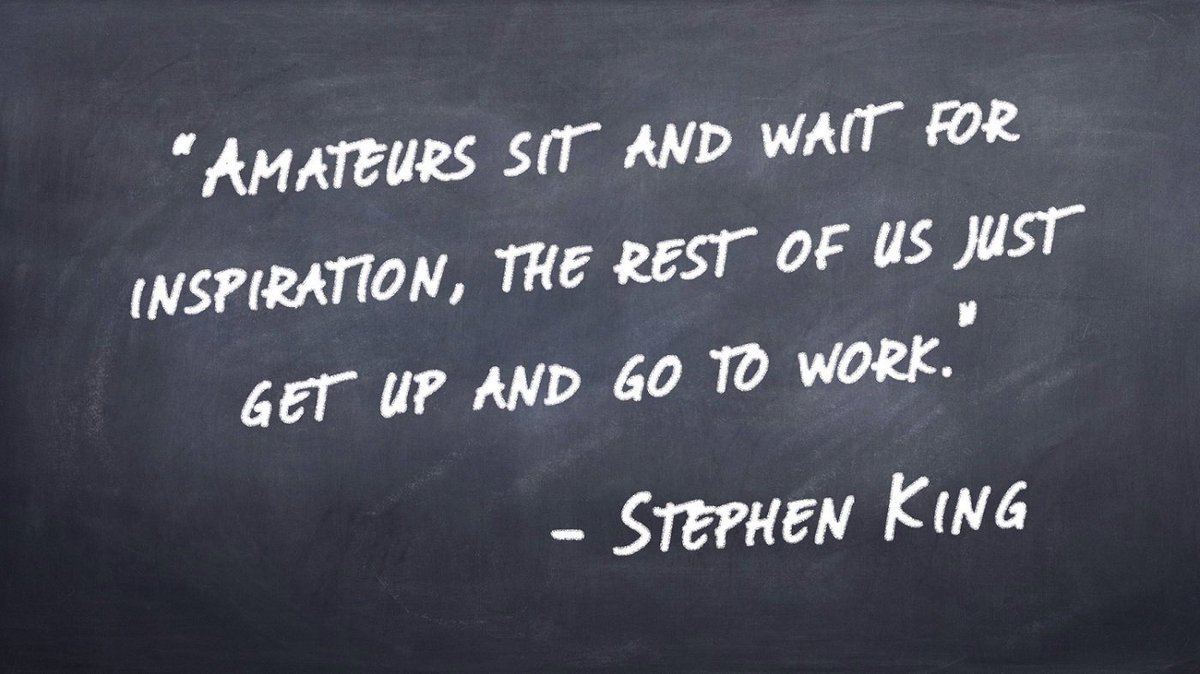 "AMATEURS SIT AND WAIT FOR
INSPIRATION, THE REST OF US JUST
GET UP AND GO TO WORK."
- STEPHEN KING